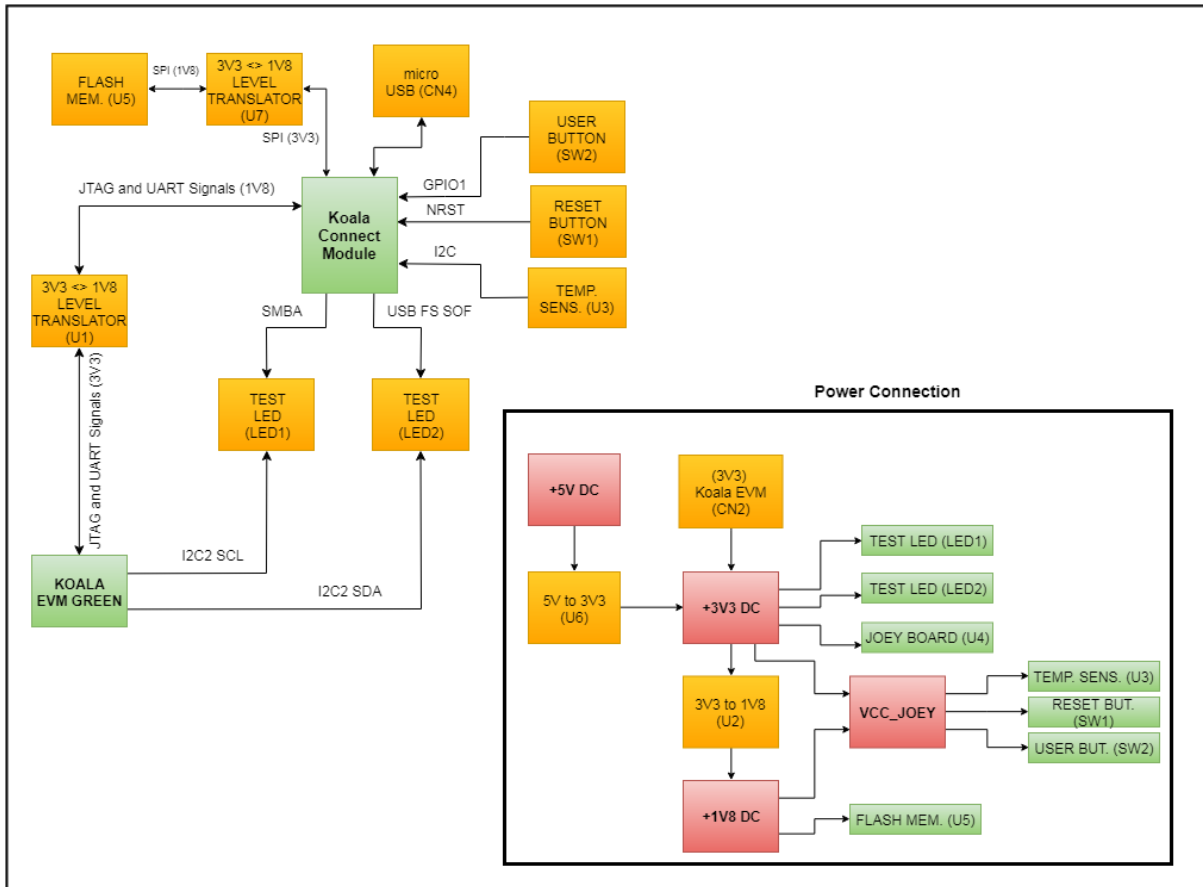 FLASH
MEM. (U5)
SPI (1V8)
3V3 <> 1V8
LEVEL
TRANSLATOR
(U7)
SPI (3V3)
micro
USB (CN4)
USER
BUTTON
(SW2)
GPIO1
JTAG and UART Signals (1V8)
Koala
Connect
Module
NRST
RESET
BUTTON
(SW1)
I2C
TEMP.
SENS. (U3)
3V3 <> 1V8
LEVEL
TRANSLATOR
(U1)
SMBA
USB FS SOF
JTAG and UART Signals (3V3)
TEST
LED
(LED1)
TEST
LED
(LED2)
KOALA
EVM GREEN
I2C2 SCL
I2C2 SDA
Power Connection
+5V DC
(3V3)
Koala EVM
(CN2)
5V to 3V3
(U6)
+3V3 DC
TEST LED (LED1)
TEST LED (LED2)
JOEY BOARD (U4)
3V3 to 1V8
(U2)
VCC_JOEY
TEMP. SENS. (U3)
RESET BUT.
(SW1)
USER BUT. (SW2)
+1V8 DC
FLASH MEM. (U5)